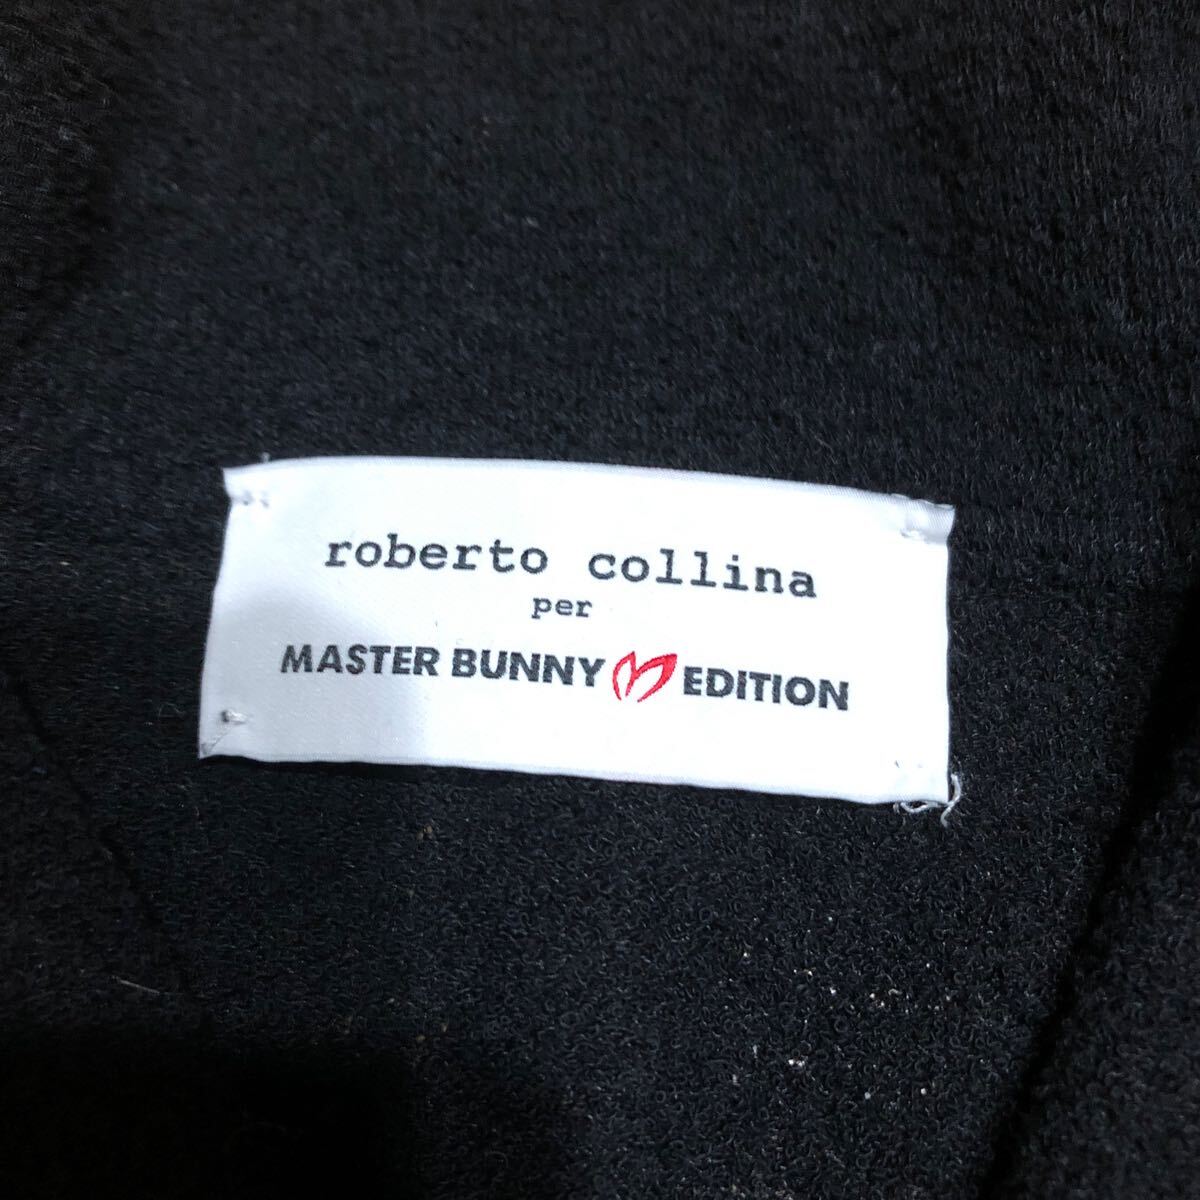 roberto collina
per
MASTER BUNNY EDITION